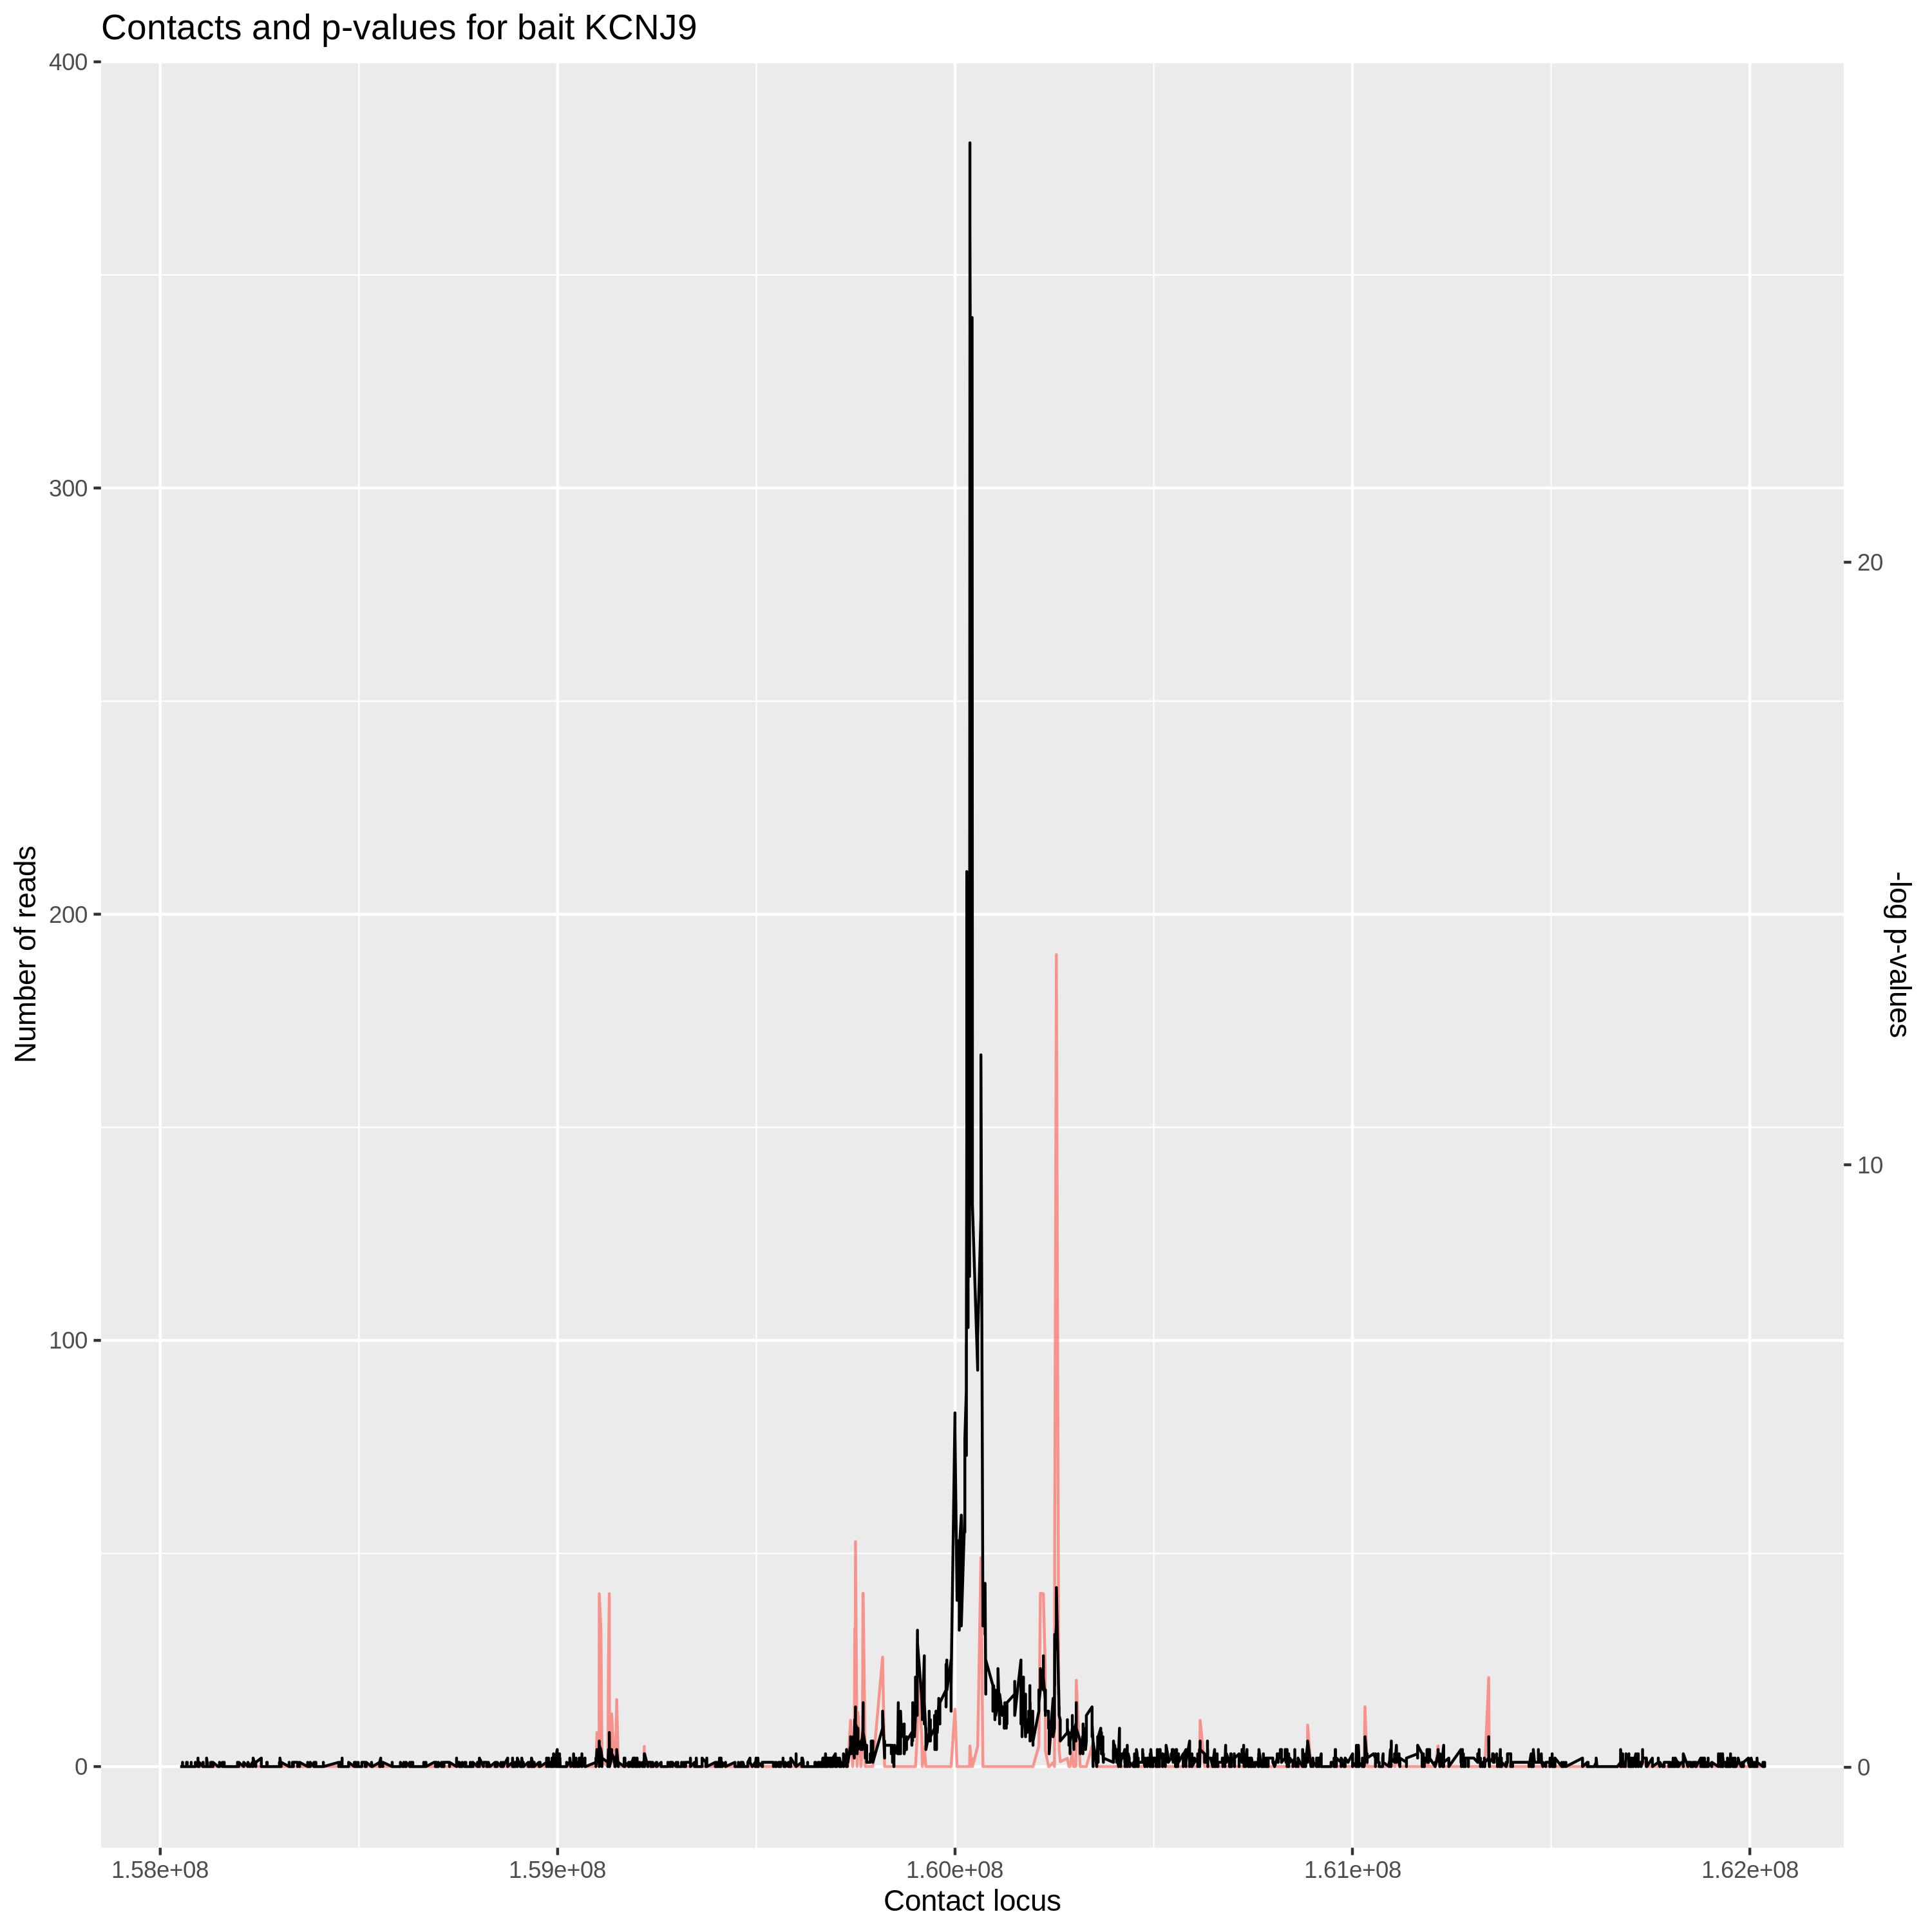 Contacts and p-values for bait KCNJ9
400
300
200
100
0
Number of reads
20
10
0
-log p-values
1.58e+08
1.59e+08
1.60e+08
1.61e+08
1.62e+08
Contact locus